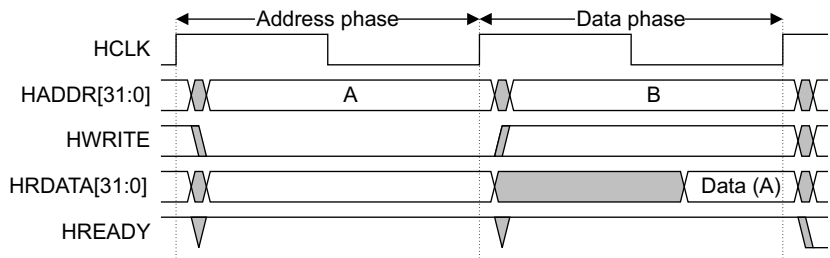 Address phase Data phase
HCLK
HADDR[31:0] A B
HWRITE
HRDATA[31:0] Data (A)
HREADY